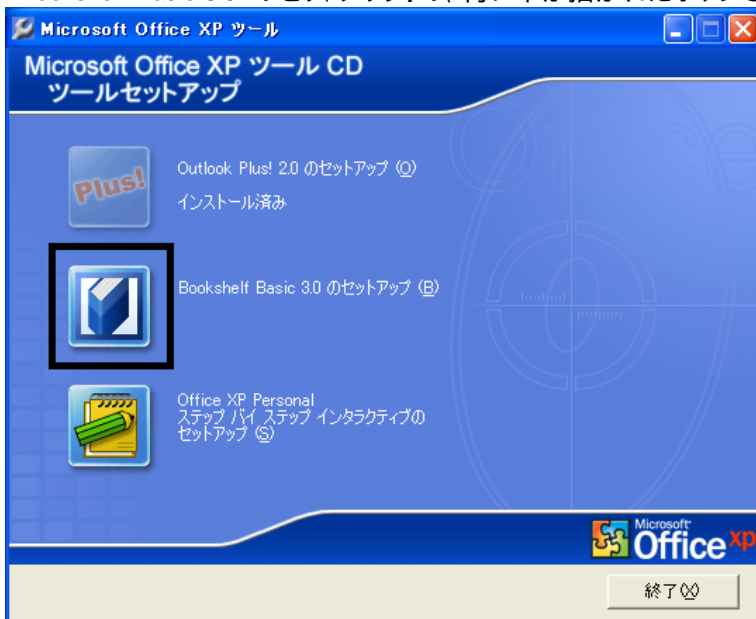 Microsoft Office XP ツール
Microsoft Office XP ツール CD
ツールセットアップ
Plus!
Outlook Plus! 2.0 のセットアップ (O)
インストール済み
Bookshelf Basic 3.0 のセットアップ (B)
Office XP Personal
ステップ バイ ステップ インタラクティブの
セットアップ (S)
Microsoft
Office xp
終了(X)